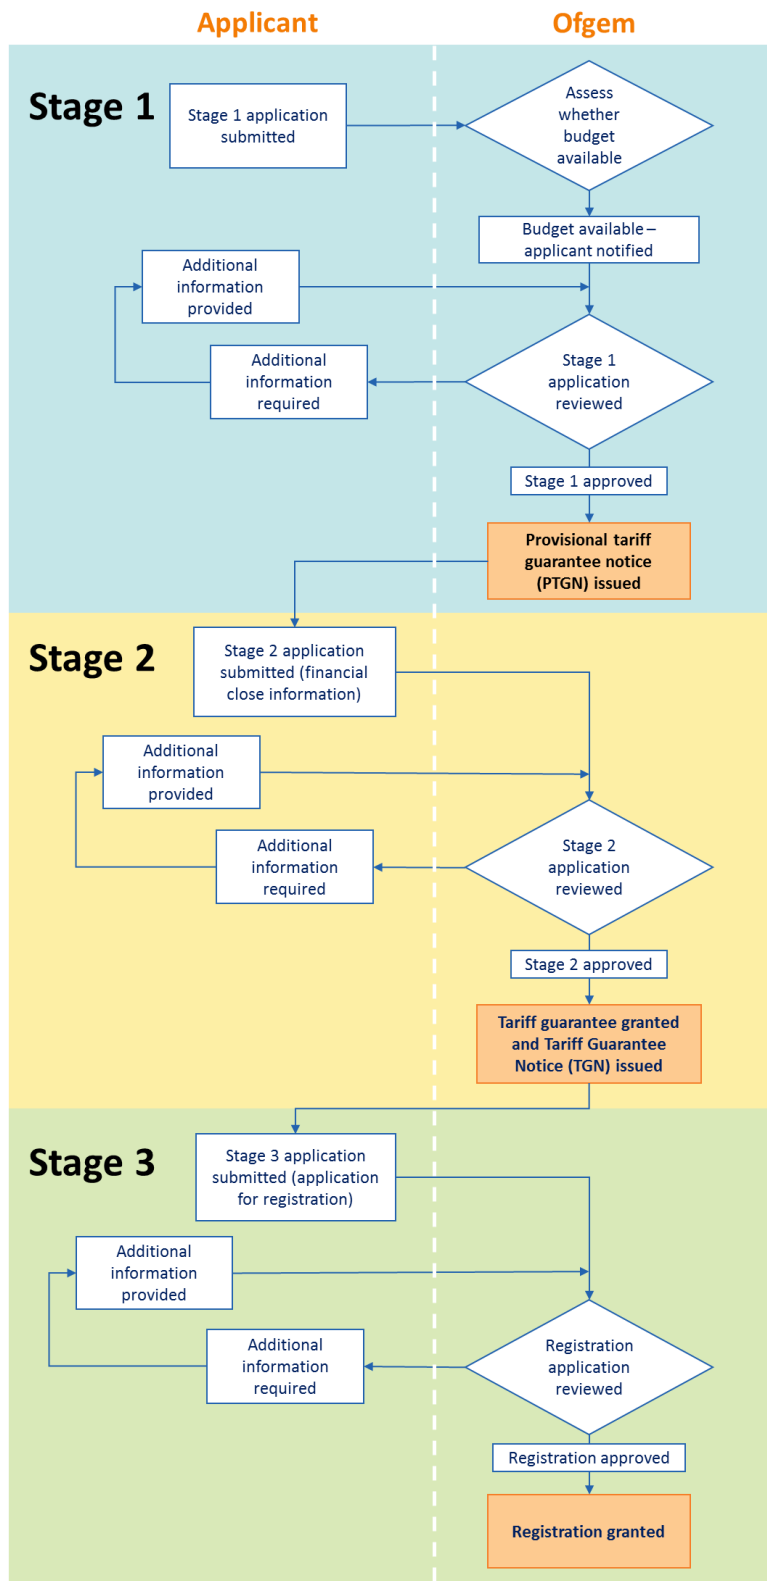 Applicant
Ofgem
Stage 1
Stage 1 application
submitted
Assess
whether
budget
available
Budget available –
applicant notified
Additional
information
provided
Additional
information
required
Stage 1
application
reviewed
Stage 1 approved
Provisional tariff
guarantee notice
(PTGN) issued
Stage 2
Stage 2 application
submitted (financial
close information)
Additional
information
provided
Additional
information
required
Stage 2
application
reviewed
Stage 2 approved
Tariff guarantee granted
and Tariff Guarantee
Notice (TGN) issued
Stage 3
Stage 3 application
submitted (application
for registration)
Additional
information
provided
Additional
information
required
Registration
application
reviewed
Registration approved
Registration granted